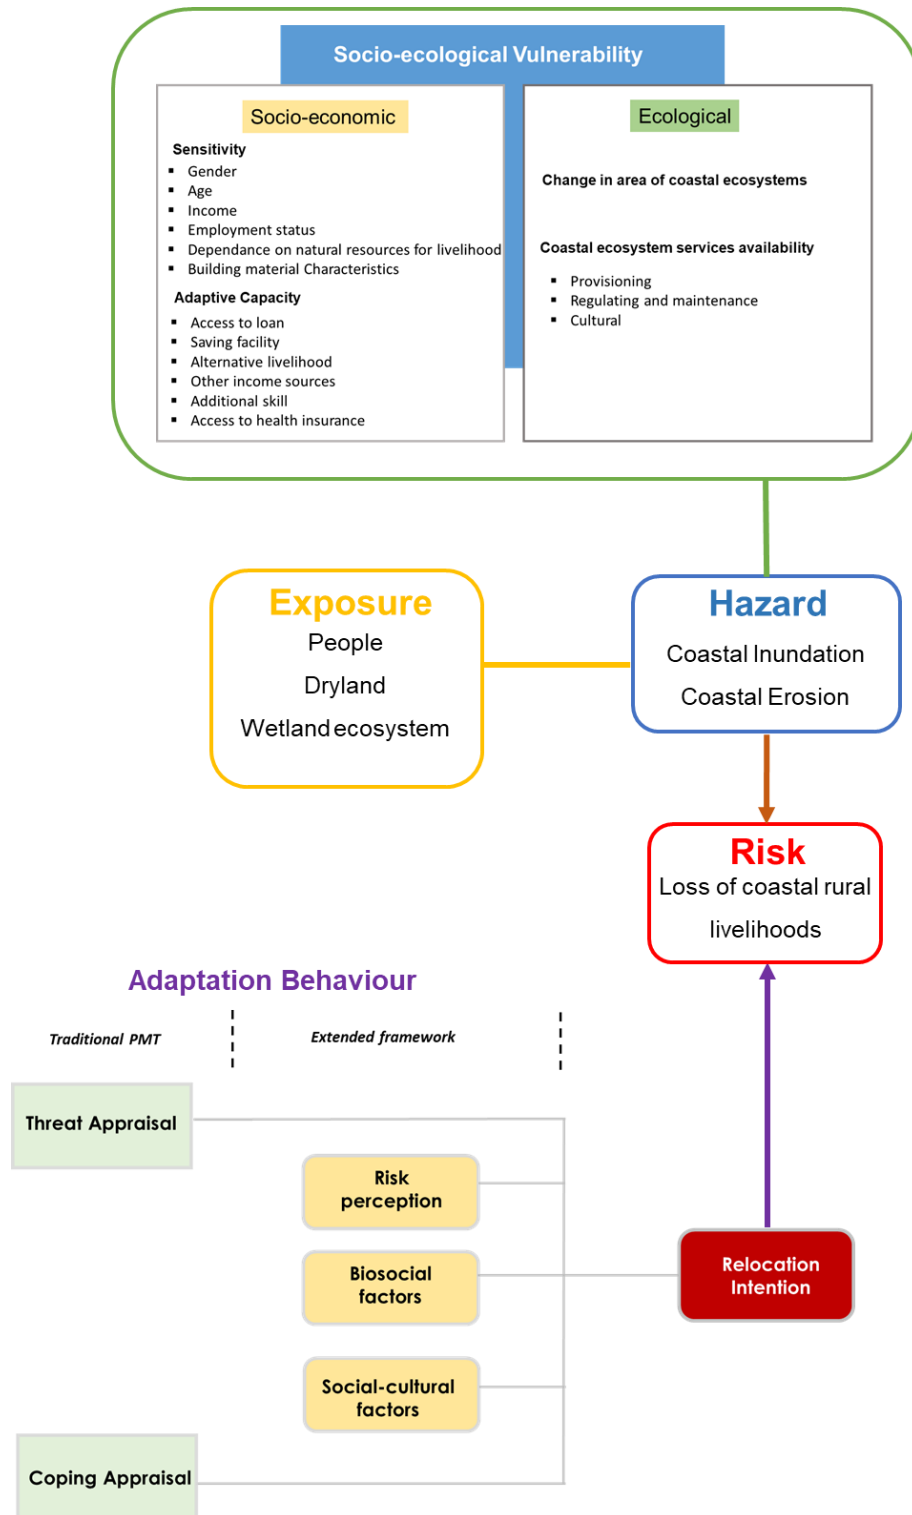 Socio-ecological Vulnerability
Socio-economic
Sensitivity
▪ Gender
▪ Age
▪ Income
▪ Employment status
▪ Dependance on natural resources for livelihood
▪ Building material Characteristics
Adaptive Capacity
▪ Access to loan
▪ Saving facility
▪ Alternative livelihood
▪ Other income sources
▪ Additional skill
▪ Access to health insurance
Ecological
Change in area of coastal ecosystems
Coastal ecosystem services availability
▪ Provisioning
▪ Regulating and maintenance
▪ Cultural
Exposure
People
Dryland
Wetland ecosystem
Hazard
Coastal Inundation
Coastal Erosion
Risk
Loss of coastal rural
livelihoods
Adaptation Behaviour
Traditional PMT
Extended framework
Threat Appraisal
Risk
perception
Biosocial
factors
Social-cultural
factors
Coping Appraisal
Relocation
Intention